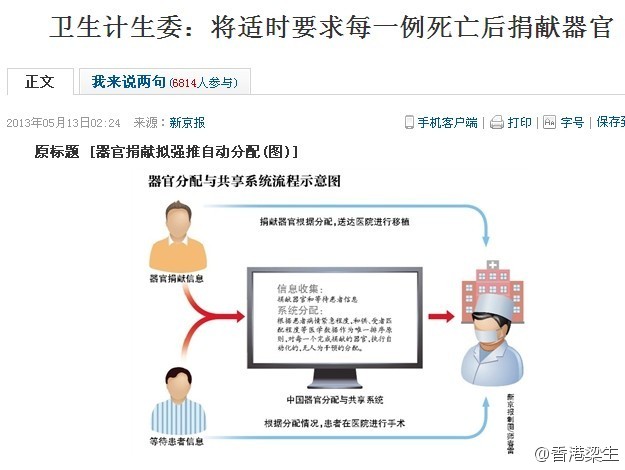 卫生计生委：将适时要求每一例死亡后捐献器官
正文
我来说两句(6814人参与)
2013年05月13日02:24 来源：新京报
手机客户端 打印 字号 保存到
原标题 [器官捐献拟强推自动分配(图)]
器官分配与共享系统流程示意图
捐献器官根据分配，送达医院进行移植
器官捐献信息
信息收集：
捐献器官和等待患者信息
系统分配：
根据患者病情紧急程度，和供、受者匹
配程度等医学数据作为唯一排序原
则，对每一个完成捐献的器官，执行自
动化的、无人为干预的分配。
中国器官分配与共享系统
等待患者信息
根据分配情况，患者在医院进行手术
新京报制图/
@香港梁生